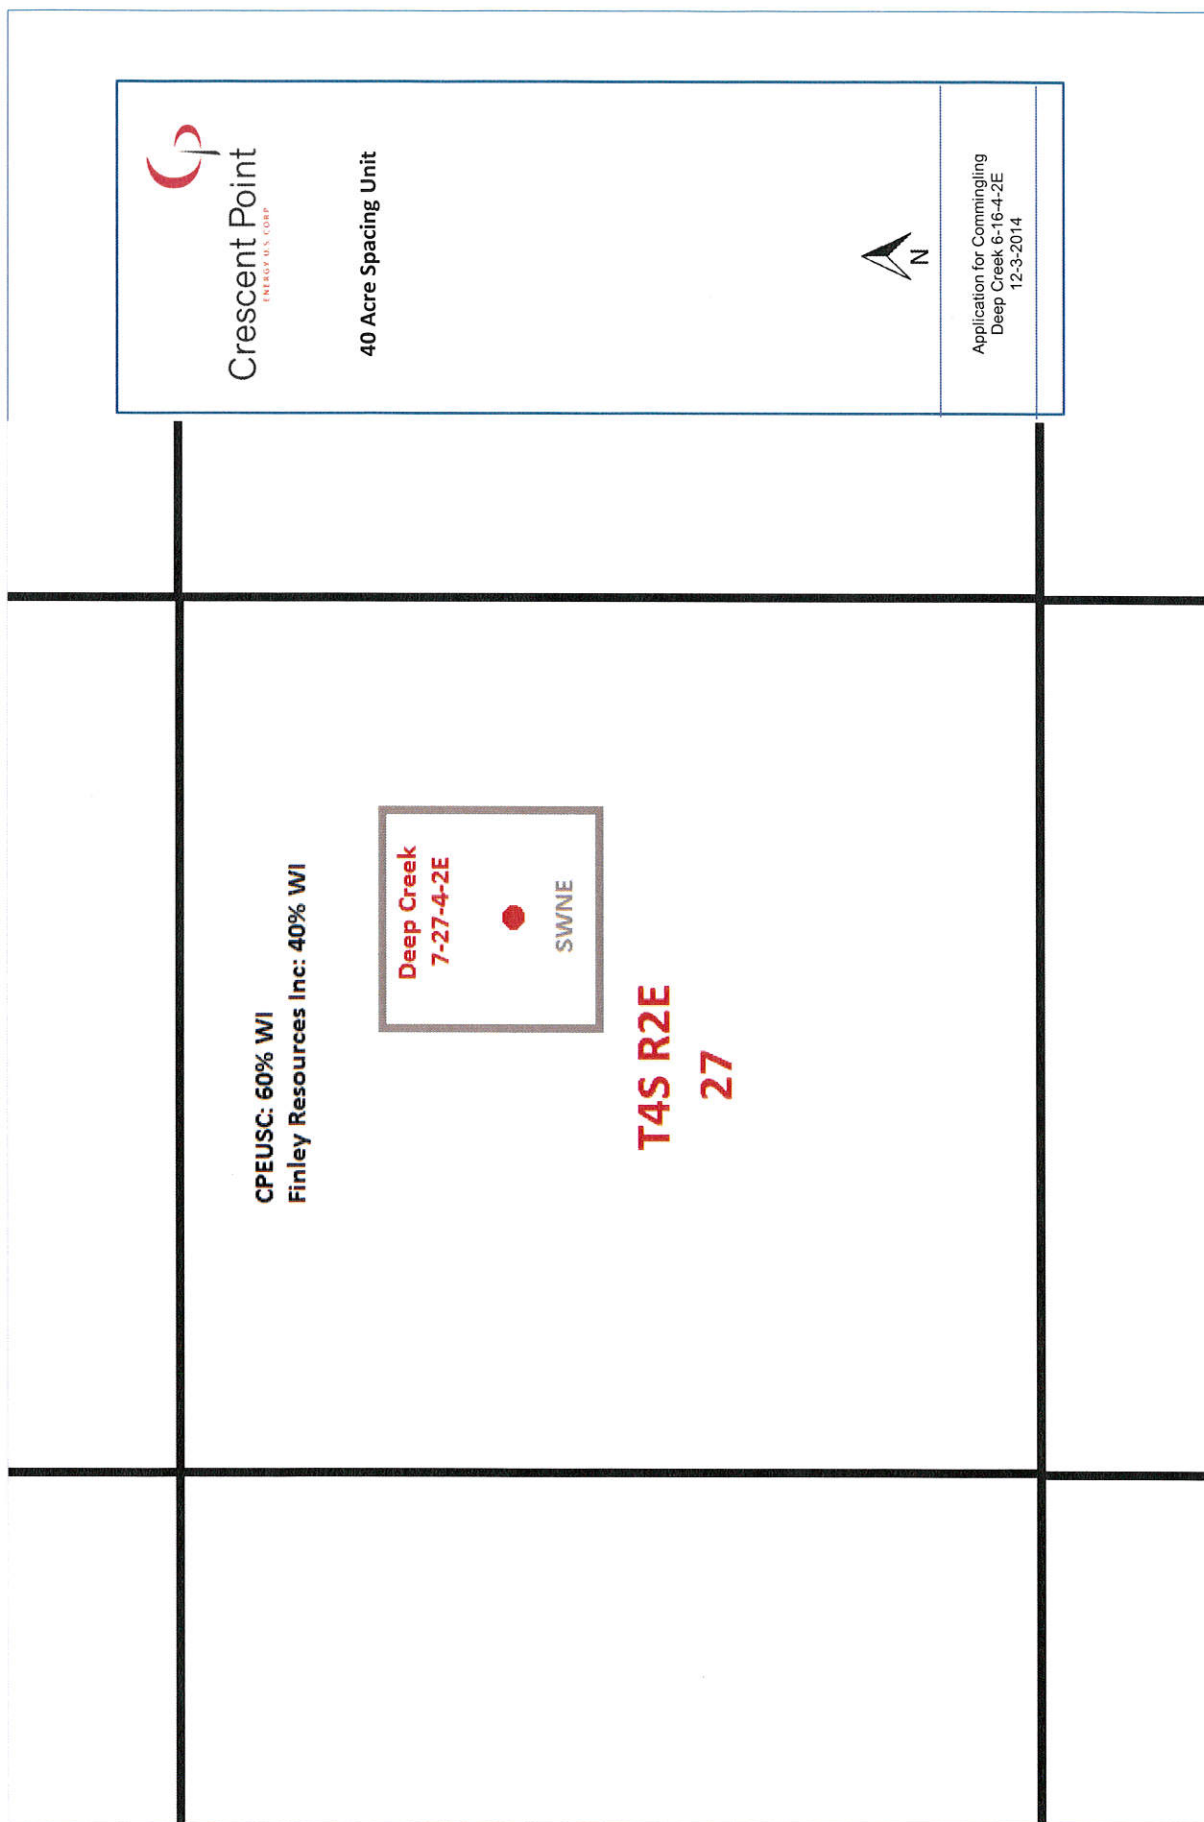 CPEUSC: 60% WI
Finley Resources Inc: 40% WI
Deep Creek
7-27-4-2E
SWNE
T4S R2E
27
Crescent Point
ENERGY U.S. CORP
40 Acre Spacing Unit
N
Application for Commingling
Deep Creek 6-16-4-2E
12-3-2014